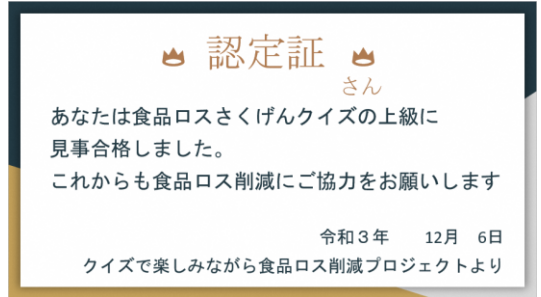 認定証
さん
あなたは食品ロスさくげんクイズの上級に
見事合格しました。
これからも食品ロス削減にご協力をお願いします
令和３年　　12月　6日
クイズで楽しみながら食品ロス削減プロジェクトより